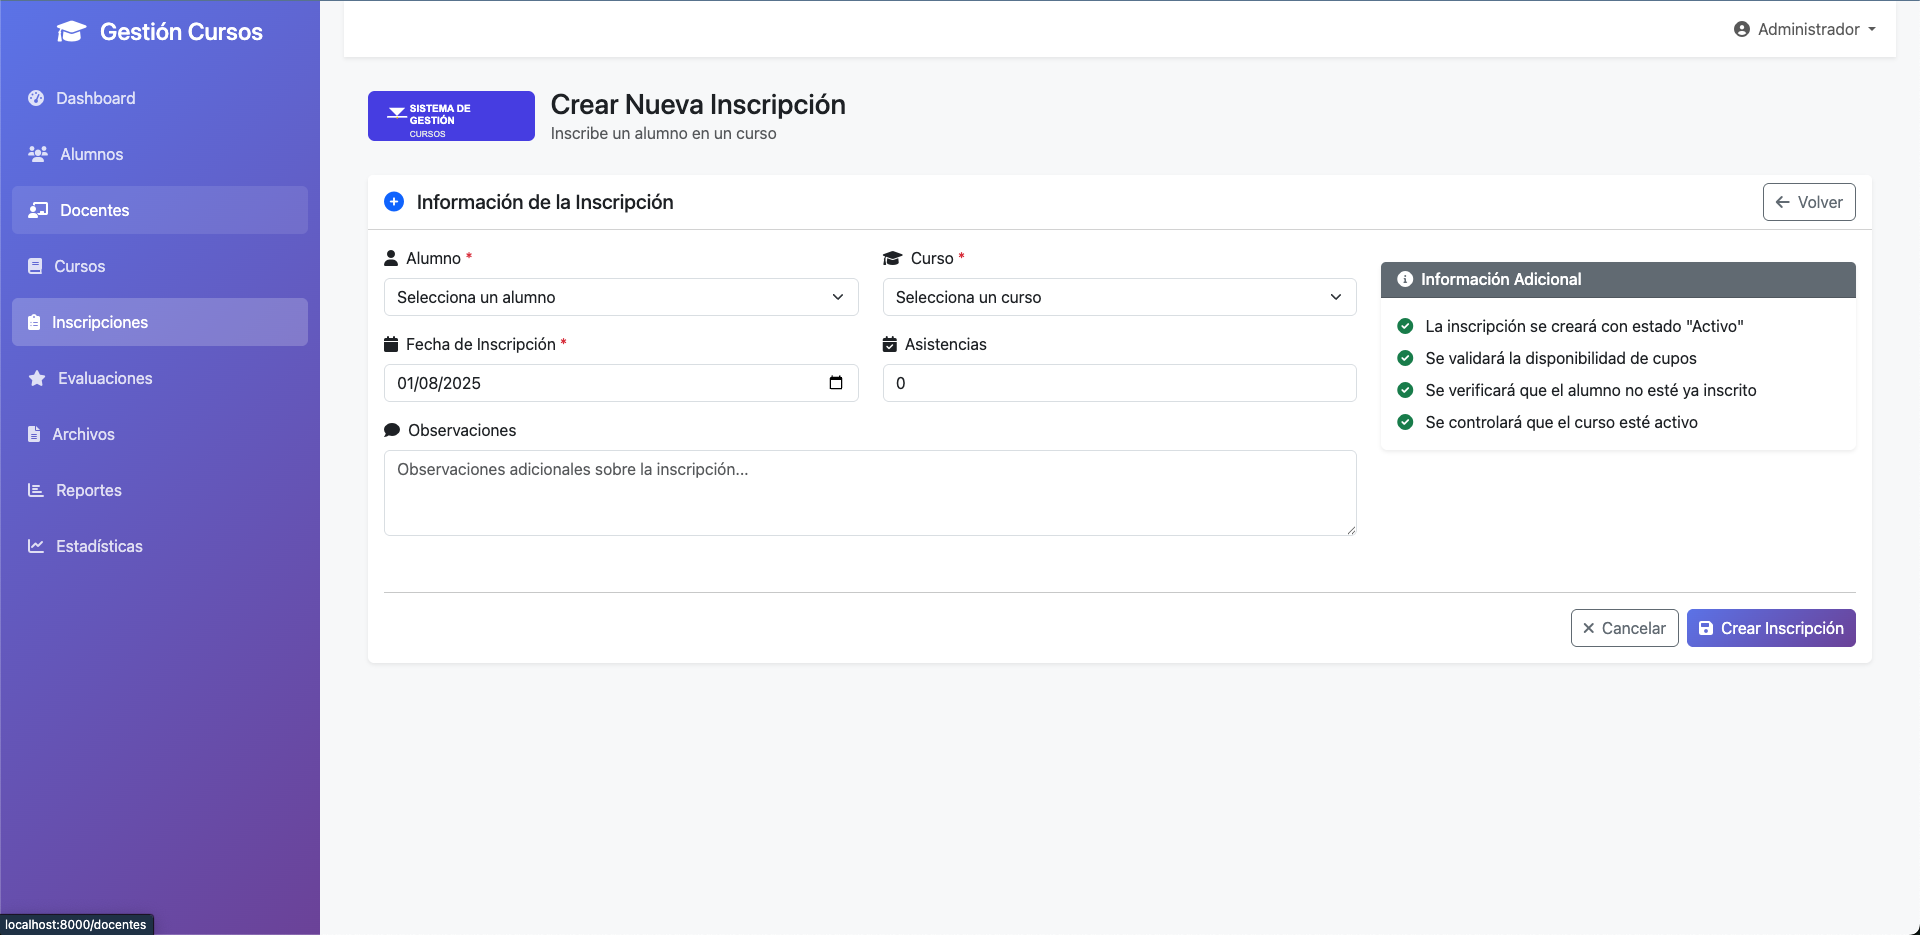 Gestión Cursos
Administrador
Dashboard
Alumnos
Docentes
Cursos
Inscripciones
Evaluaciones
Archivos
Reportes
Estadísticas
SISTEMA DE
GESTIÓN
CURSOS
Crear Nueva Inscripción
Inscribe un alumno en un curso
Información de la Inscripción
Volver
Alumno *
Selecciona un alumno
Curso *
Selecciona un curso
Fecha de Inscripción *
01/08/2025
Asistencias
0
Observaciones
Observaciones adicionales sobre la inscripción...
Información Adicional
La inscripción se creará con estado "Activo"
Se validará la disponibilidad de cupos
Se verificará que el alumno no esté ya inscrito
Se controlará que el curso esté activo
Cancelar
Crear Inscripción
localhost:8000/docentes